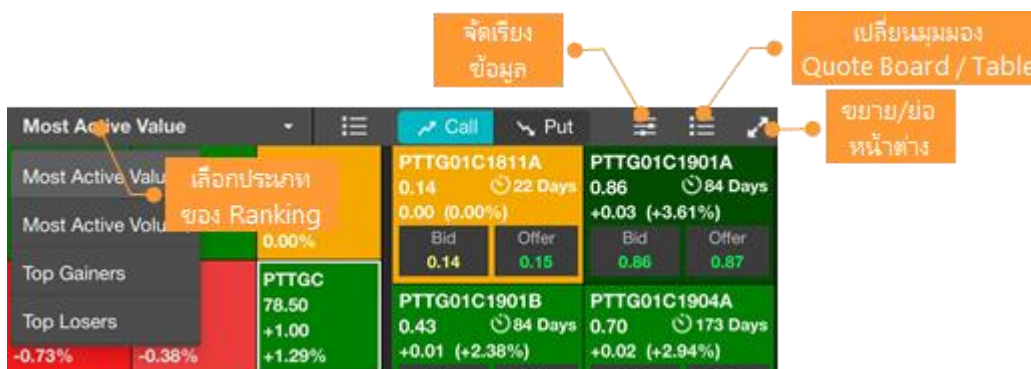 จัดเรียง
ข้อมูล
เปลี่ยนมุมมอง
Quote Board / Table
ขยาย/ย่อ
หน้าต่าง
Most Active Value
Call
Put
Most Active Valu
เลือกประเภท
ของ Ranking
Most Active Volu
Top Gainers
Top Losers
0.00%
-0.73%
-0.38%
PTTGC
78.50
+1.00
+1.29%
PTTG01C1811A
0.14 22 Days
0.00 (0.00%)
Bid Offer
0.14 0.15
PTTG01C1901A
0.86 84 Days
+0.03 (+3.61%)
Bid Offer
0.86 0.87
PTTG01C1901B
0.43 84 Days
+0.01 (+2.38%)
PTTG01C1904A
0.70 173 Days
+0.02 (+2.94%)